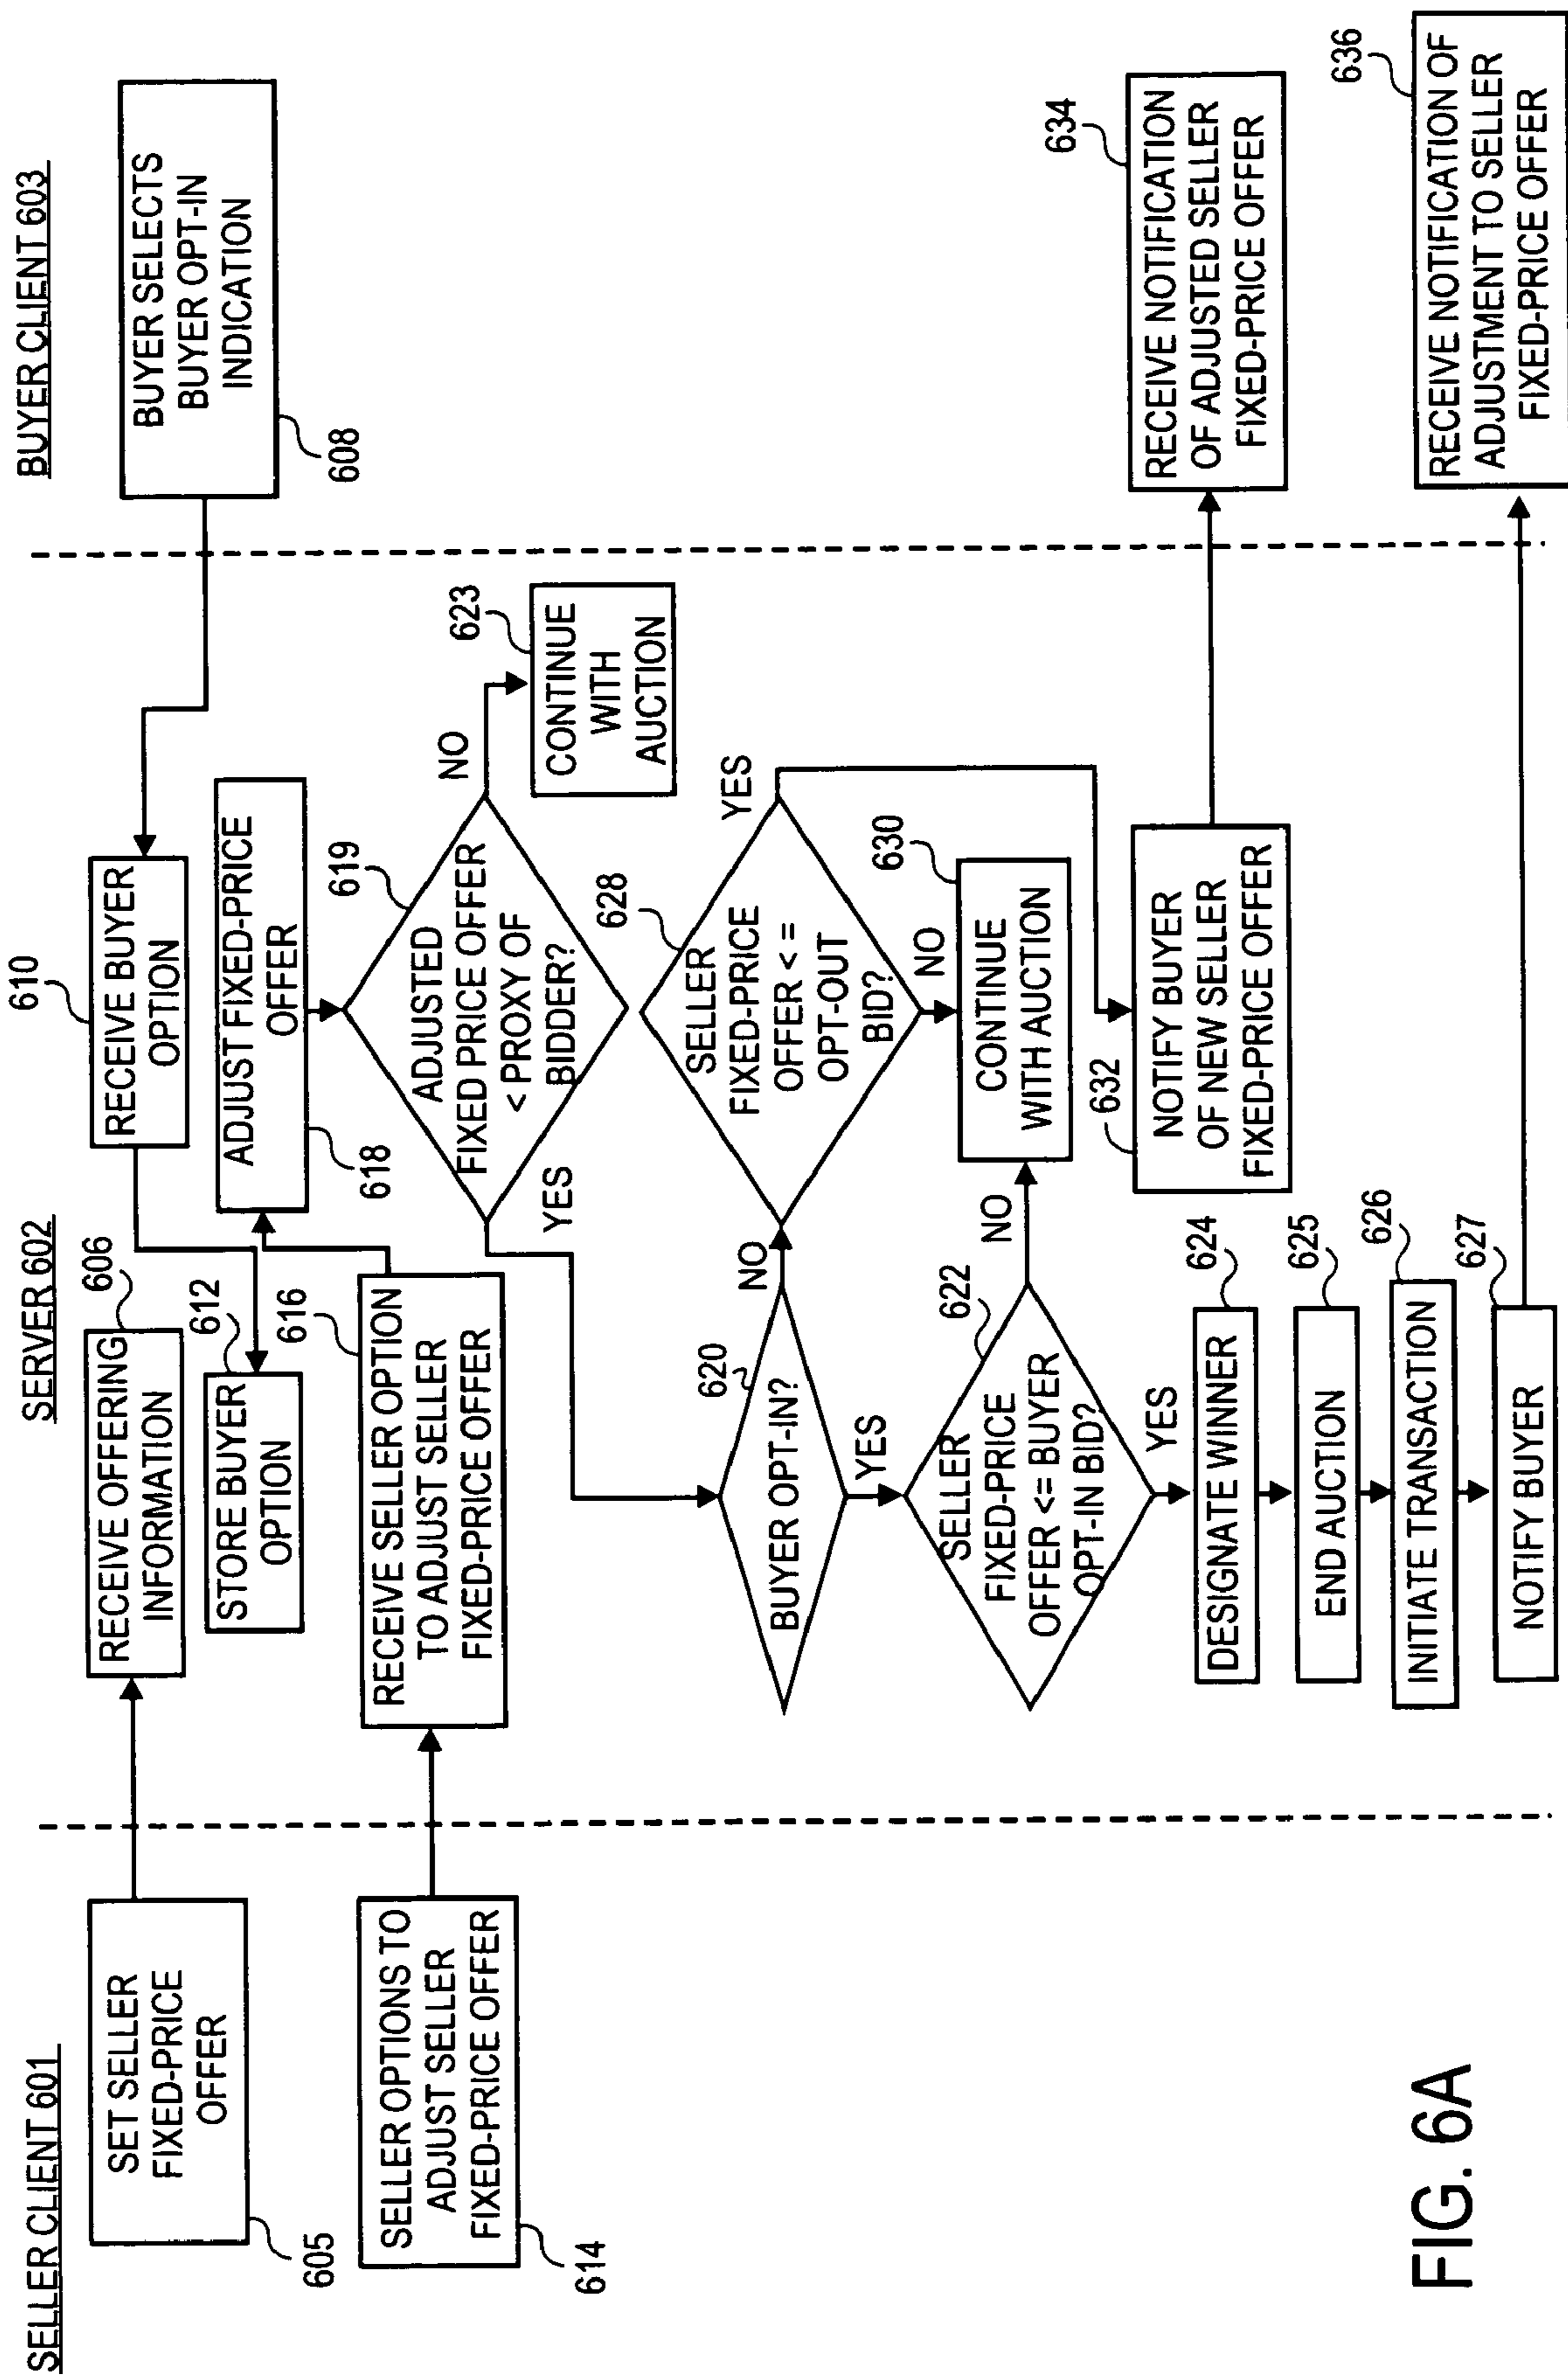 SELLER CLIENT 601
SERVER 602
BUYER CLIENT 603
SET SELLER
FIXED-PRICE
OFFER
605
RECEIVE OFFERING
INFORMATION
606
BUYER SELECTS
BUYER OPT-IN
INDICATION
608
610
RECEIVE BUYER
OPTION
612
STORE BUYER
OPTION
SELLER OPTIONS TO
ADJUST SELLER
FIXED-PRICE OFFER
614
616
RECEIVE SELLER OPTION
TO ADJUST SELLER
FIXED-PRICE OFFER
ADJUST FIXED-PRICE
OFFER
618
619
ADJUSTED
FIXED PRICE OFFER
< PROXY OF
BIDDER?
NO
623
CONTINUE
WITH
AUCTION
YES
620
BUYER OPT-IN?
NO
YES
628
SELLER
FIXED-PRICE
OFFER < =
OPT-OUT
BID?
YES
NO
622
SELLER
FIXED-PRICE
OFFER <= BUYER
OPT-IN BID?
NO
YES
630
CONTINUE
WITH AUCTION
632
NOTIFY BUYER
OF NEW SELLER
FIXED-PRICE OFFER
634
RECEIVE NOTIFICATION
OF ADJUSTED SELLER
FIXED-PRICE OFFER
624
DESIGNATE WINNER
625
END AUCTION
626
INITIATE TRANSACTION
627
NOTIFY BUYER
636
RECEIVE NOTIFICATION OF
ADJUSTMENT TO SELLER
FIXED-PRICE OFFER
FIG. 6A